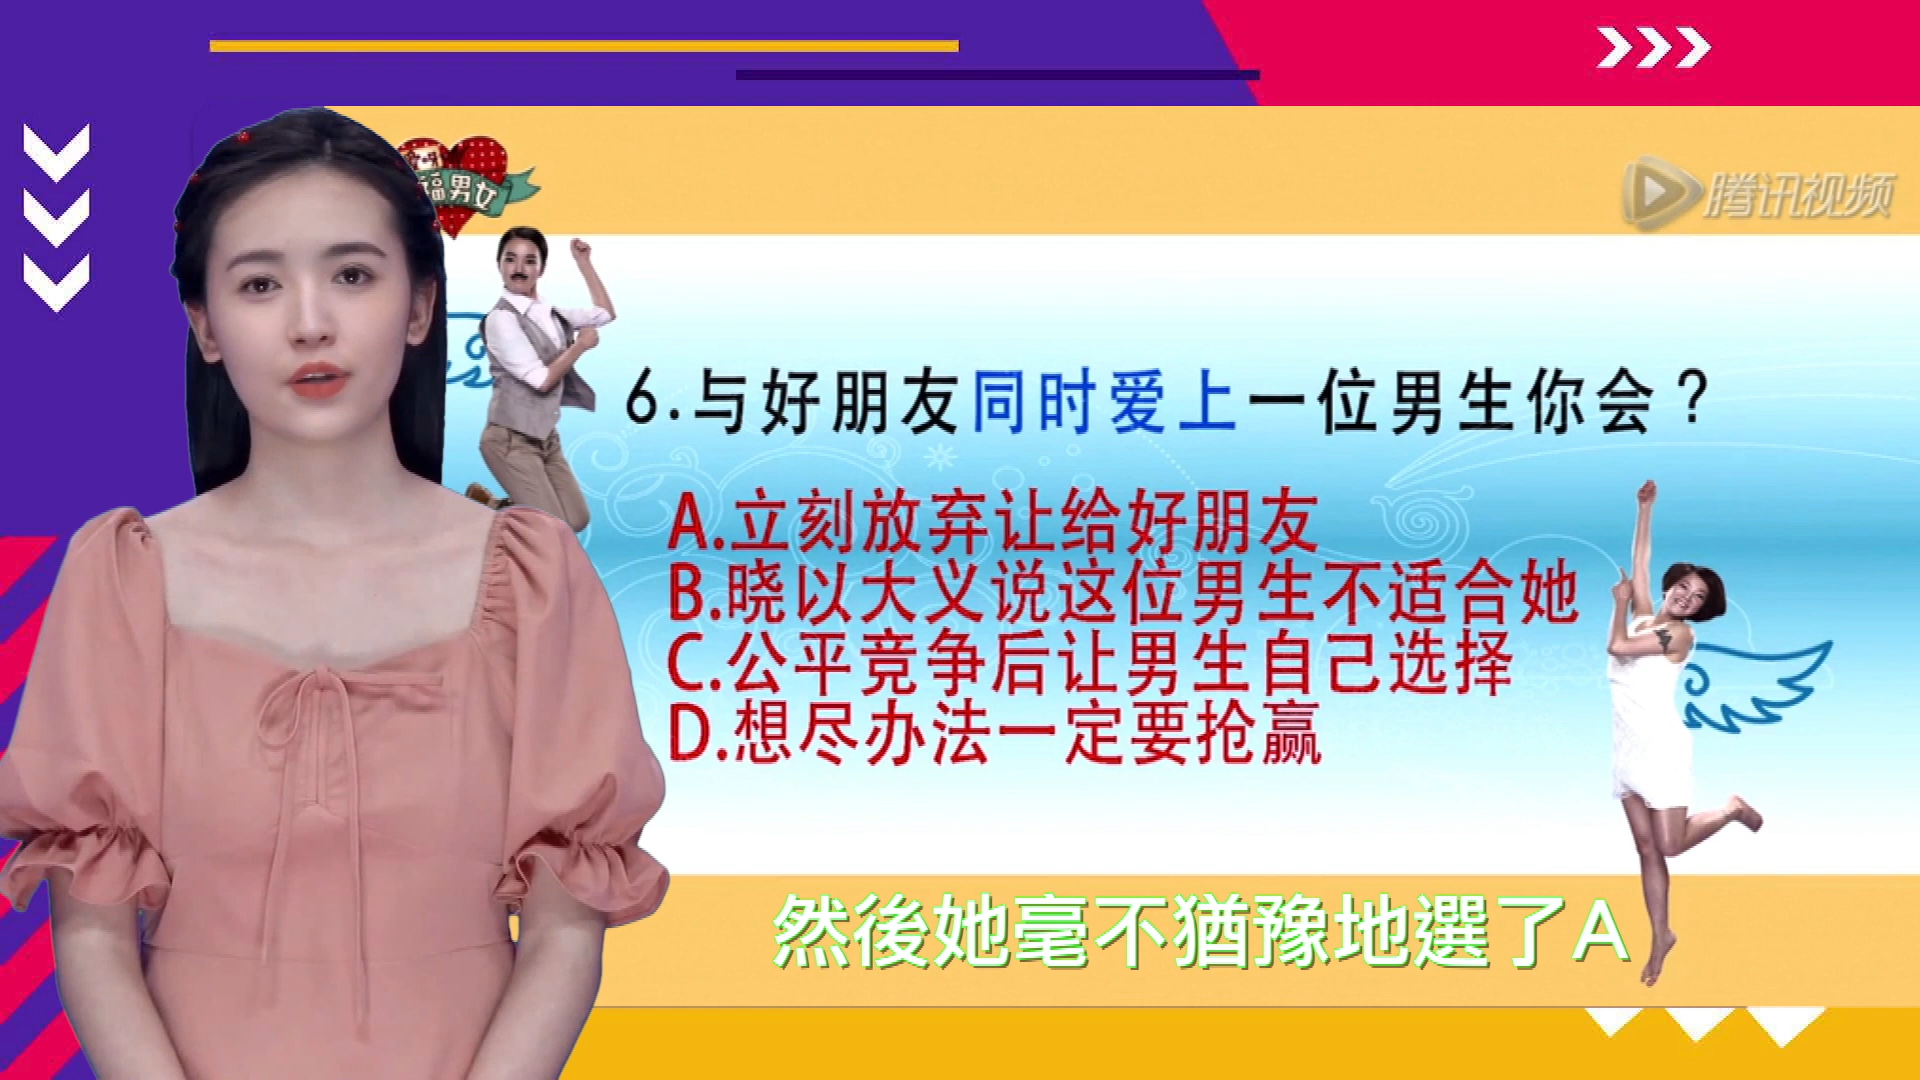 福男女
腾讯视频
6.与好朋友同时爱上一位男生你会？
A.立刻放弃让给好朋友
B.晓以大义说这位男生不适合她
C.公平竞争后让男生自己选择
D.想尽办法一定要抢赢
然後她毫不猶豫地選了A